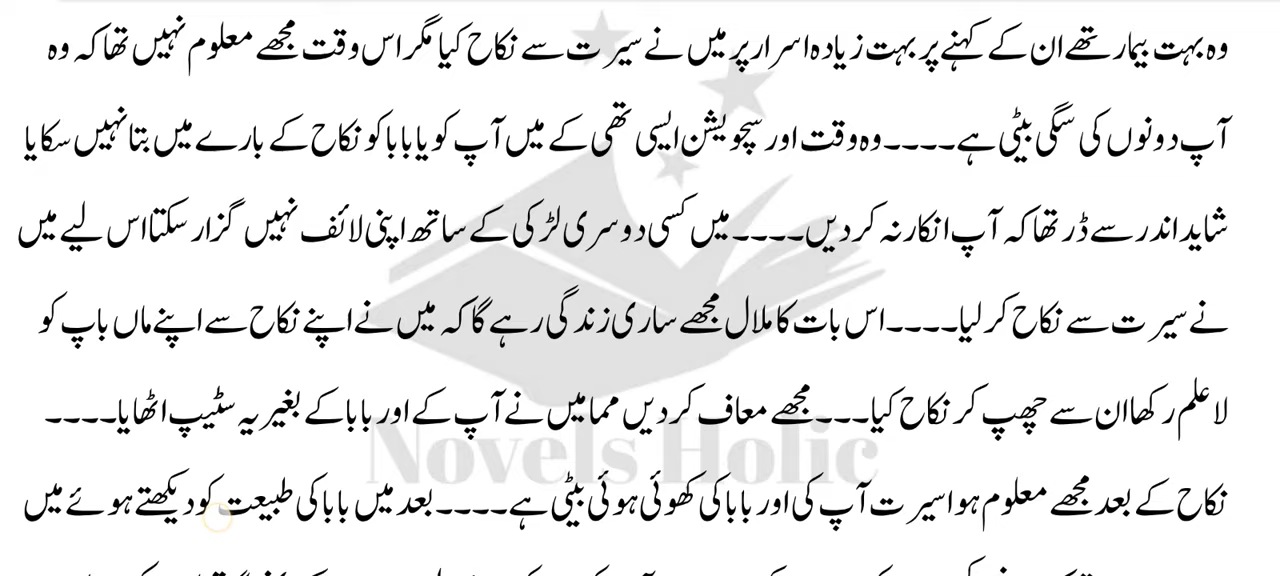 وہ بہت بیمار تھے ان کے کہنے پر بہت زیادہ اسرار پر میں نے سیرت سے نکاح کیا مگر اس وقت مجھے معلوم نہیں تھا کہ وہ
آپ دونوں کی سگی بیٹی ہے۔۔۔۔ وہ وقت اور سچویشن ایسی تھی کے میں آپ کو یا بابا کو نکاح کے بارے میں بتا نہیں سکا یا
شاید اندر سے ڈر تھا کہ آپ انکار نہ کر دیں۔۔۔۔ میں کسی دوسری لڑکی کے ساتھ اپنی لائف نہیں گزار سکتا اس لیے میں
نے سیرت سے نکاح کر لیا۔۔۔۔ اس بات کا ملال مجھے ساری زندگی رہے گا کہ میں نے اپنے نکاح سے اپنے ماں باپ کو
لا علم رکھا ان سے چھپ کر نکاح کیا۔۔۔ مجھے معاف کر دیں مما میں نے آپ کے اور بابا کے بغیر یہ سٹیپ اٹھایا۔۔۔۔
نکاح کے بعد مجھے معلوم ہوا سیرت آپ کی اور بابا کی کھوئی ہوئی بیٹی ہے۔۔۔۔ بعد میں بابا کی طبیعت کو دیکھتے ہوئے میں
Novels Holic